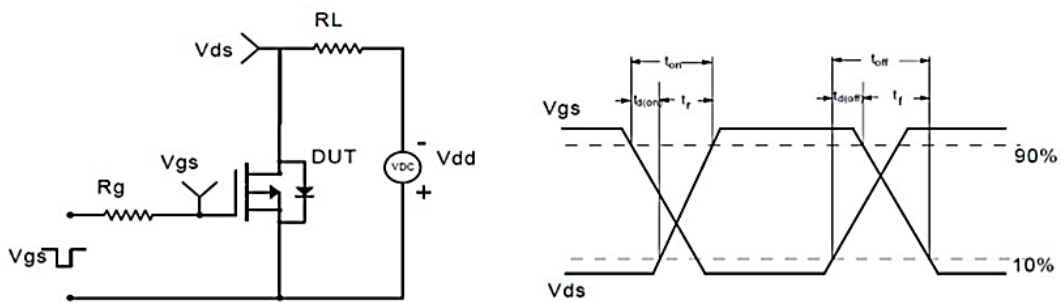 RL
Vds
Vgs
DUT
-
VDC
Vdd
+
Rg
Vgs
ton
toff
td(on)
tr
td(off)
tf
Vgs
90%
10%
Vds